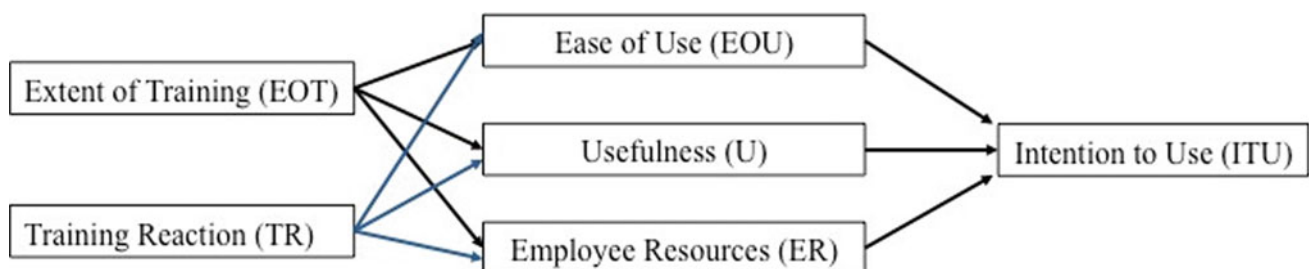 Extent of Training (EOT)
Training Reaction (TR)
Ease of Use (EOU)
Usefulness (U)
Employee Resources (ER)
Intention to Use (ITU)